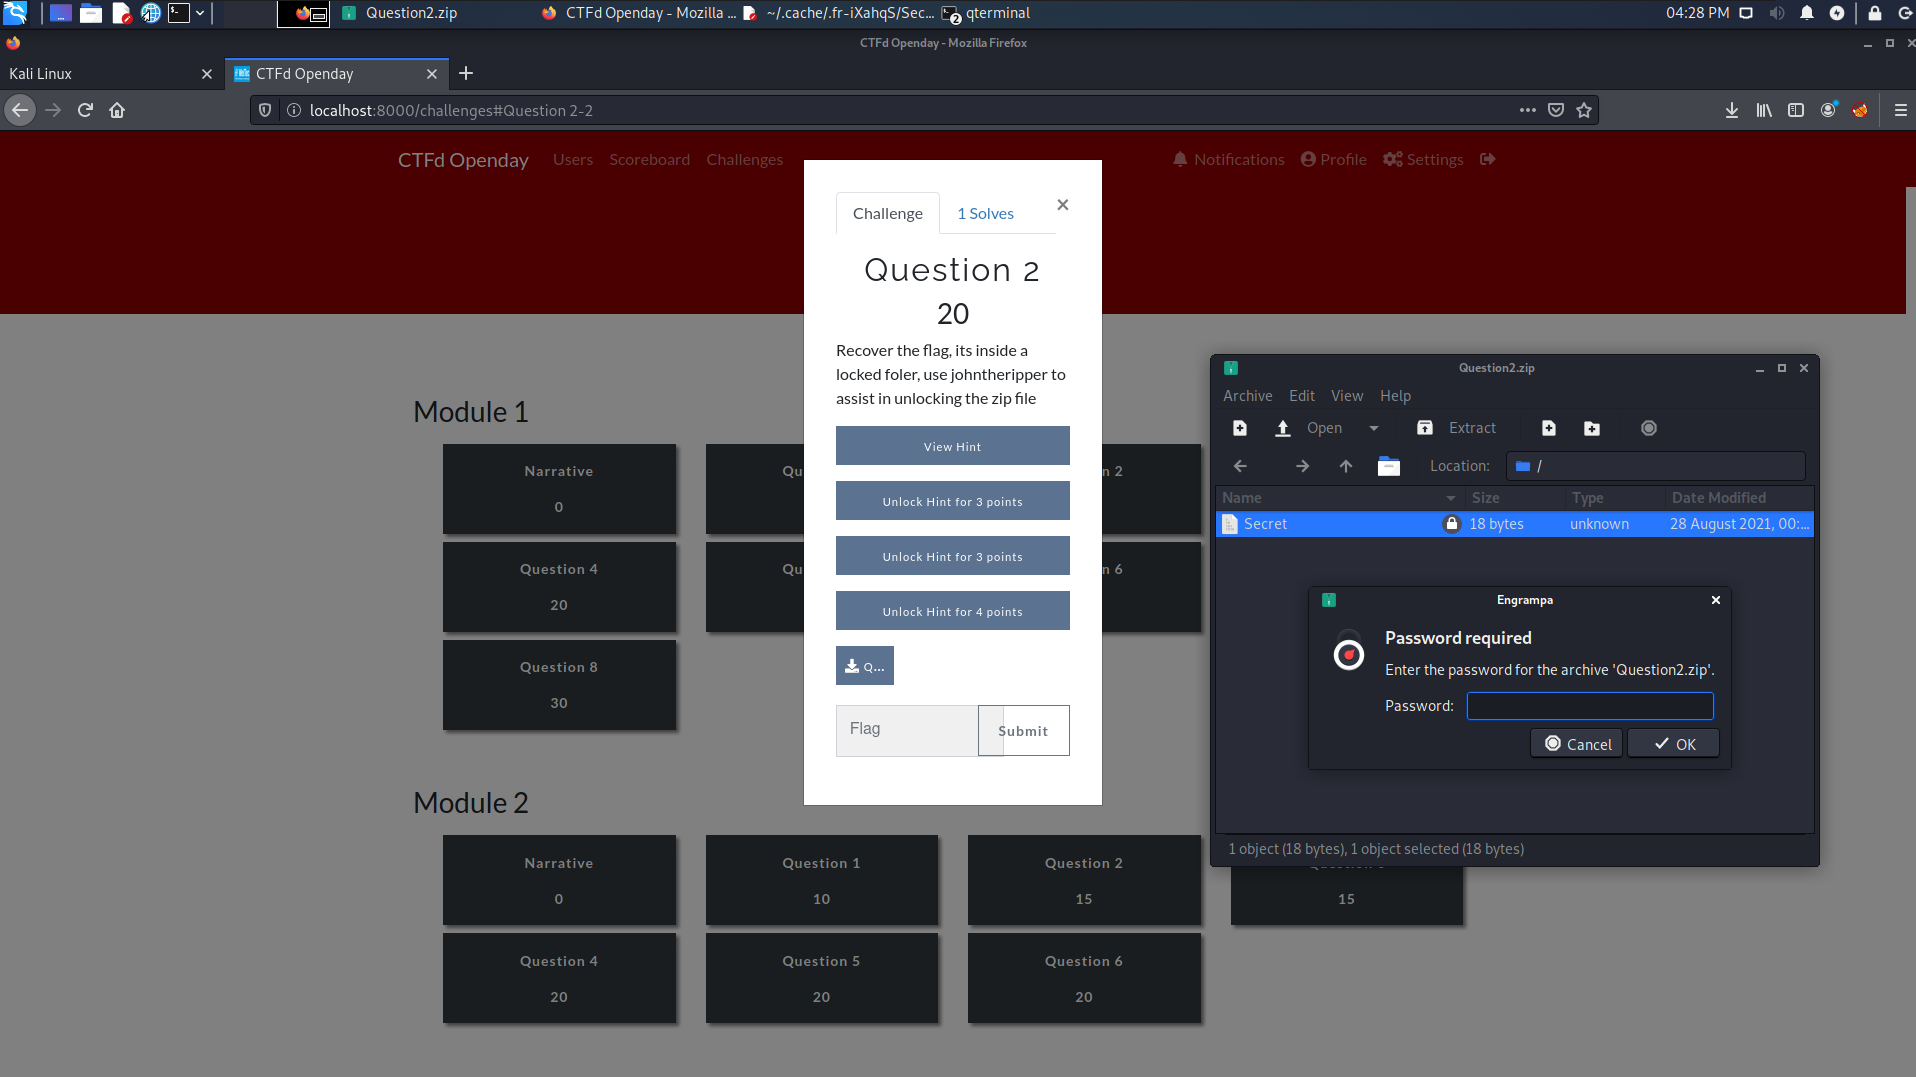 Question2.zip
CTFd Openday - Mozilla ...
~/.cache/.fr-iXahqS/Sec...
2 qterminal
04:28 PM
CTFd Openday - Mozilla Firefox
Kali Linux
CTFd Openday
localhost:8000/challenges#Question 2-2
CTFd Openday
Users
Scoreboard
Challenges
Notifications
Profile
Settings
Challenge
1 Solves
×
Question 2
20
Recover the flag, its inside a
locked foler, use johntheripper to
assist in unlocking the zip file
View Hint
Unlock Hint for 3 points
Unlock Hint for 3 points
Unlock Hint for 4 points
Q...
Flag
Submit
Module 1
Narrative
0
Qu
n 2
Question 4
20
Qu
n 6
Question 8
30
Question2.zip
Archive Edit View Help
Open
Extract
Location:
/
Name Size Type Date Modified
Secret 18 bytes unknown 28 August 2021, 00:...
Engrampa
Password required
Enter the password for the archive 'Question2.zip'.
Password:
Cancel
OK
1 object (18 bytes), 1 object selected (18 bytes)
Module 2
Narrative
0
Question 1
10
Question 2
15
15
Question 4
20
Question 5
20
Question 6
20